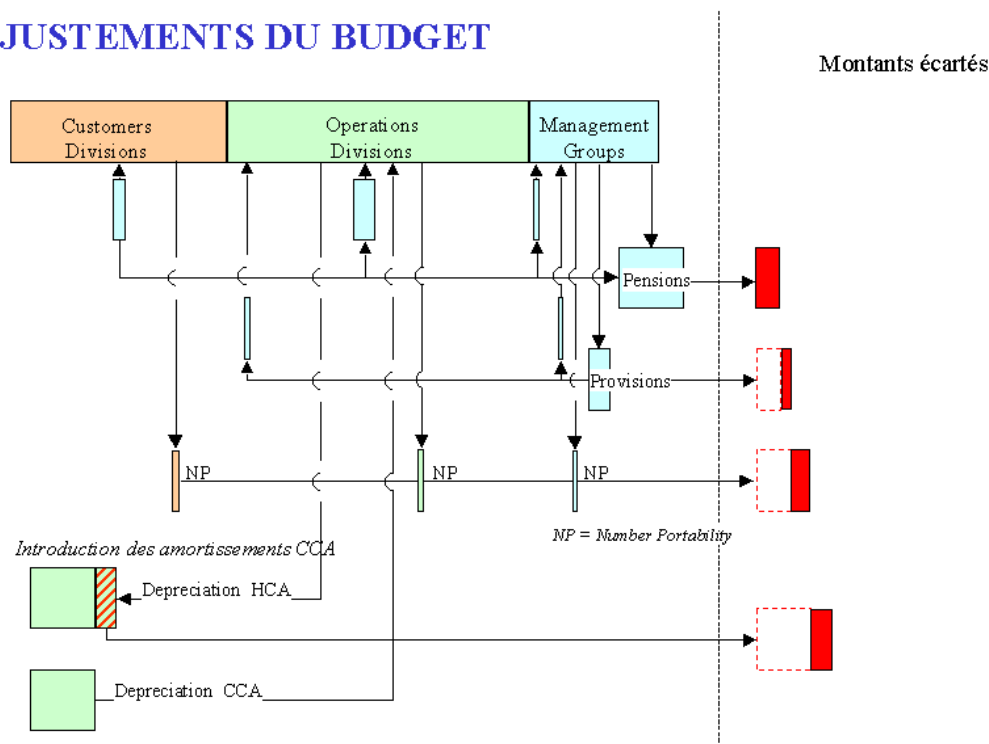 JUSTEMENTS DU BUDGET
Montants écartés
Customers
Divisions
Operations
Divisions
Management
Groups
Pensions
Provisions
NP
NP
NP
NP = Number Portability
Introduction des amortissements CCA
Depreciation HCA
Depreciation CCA